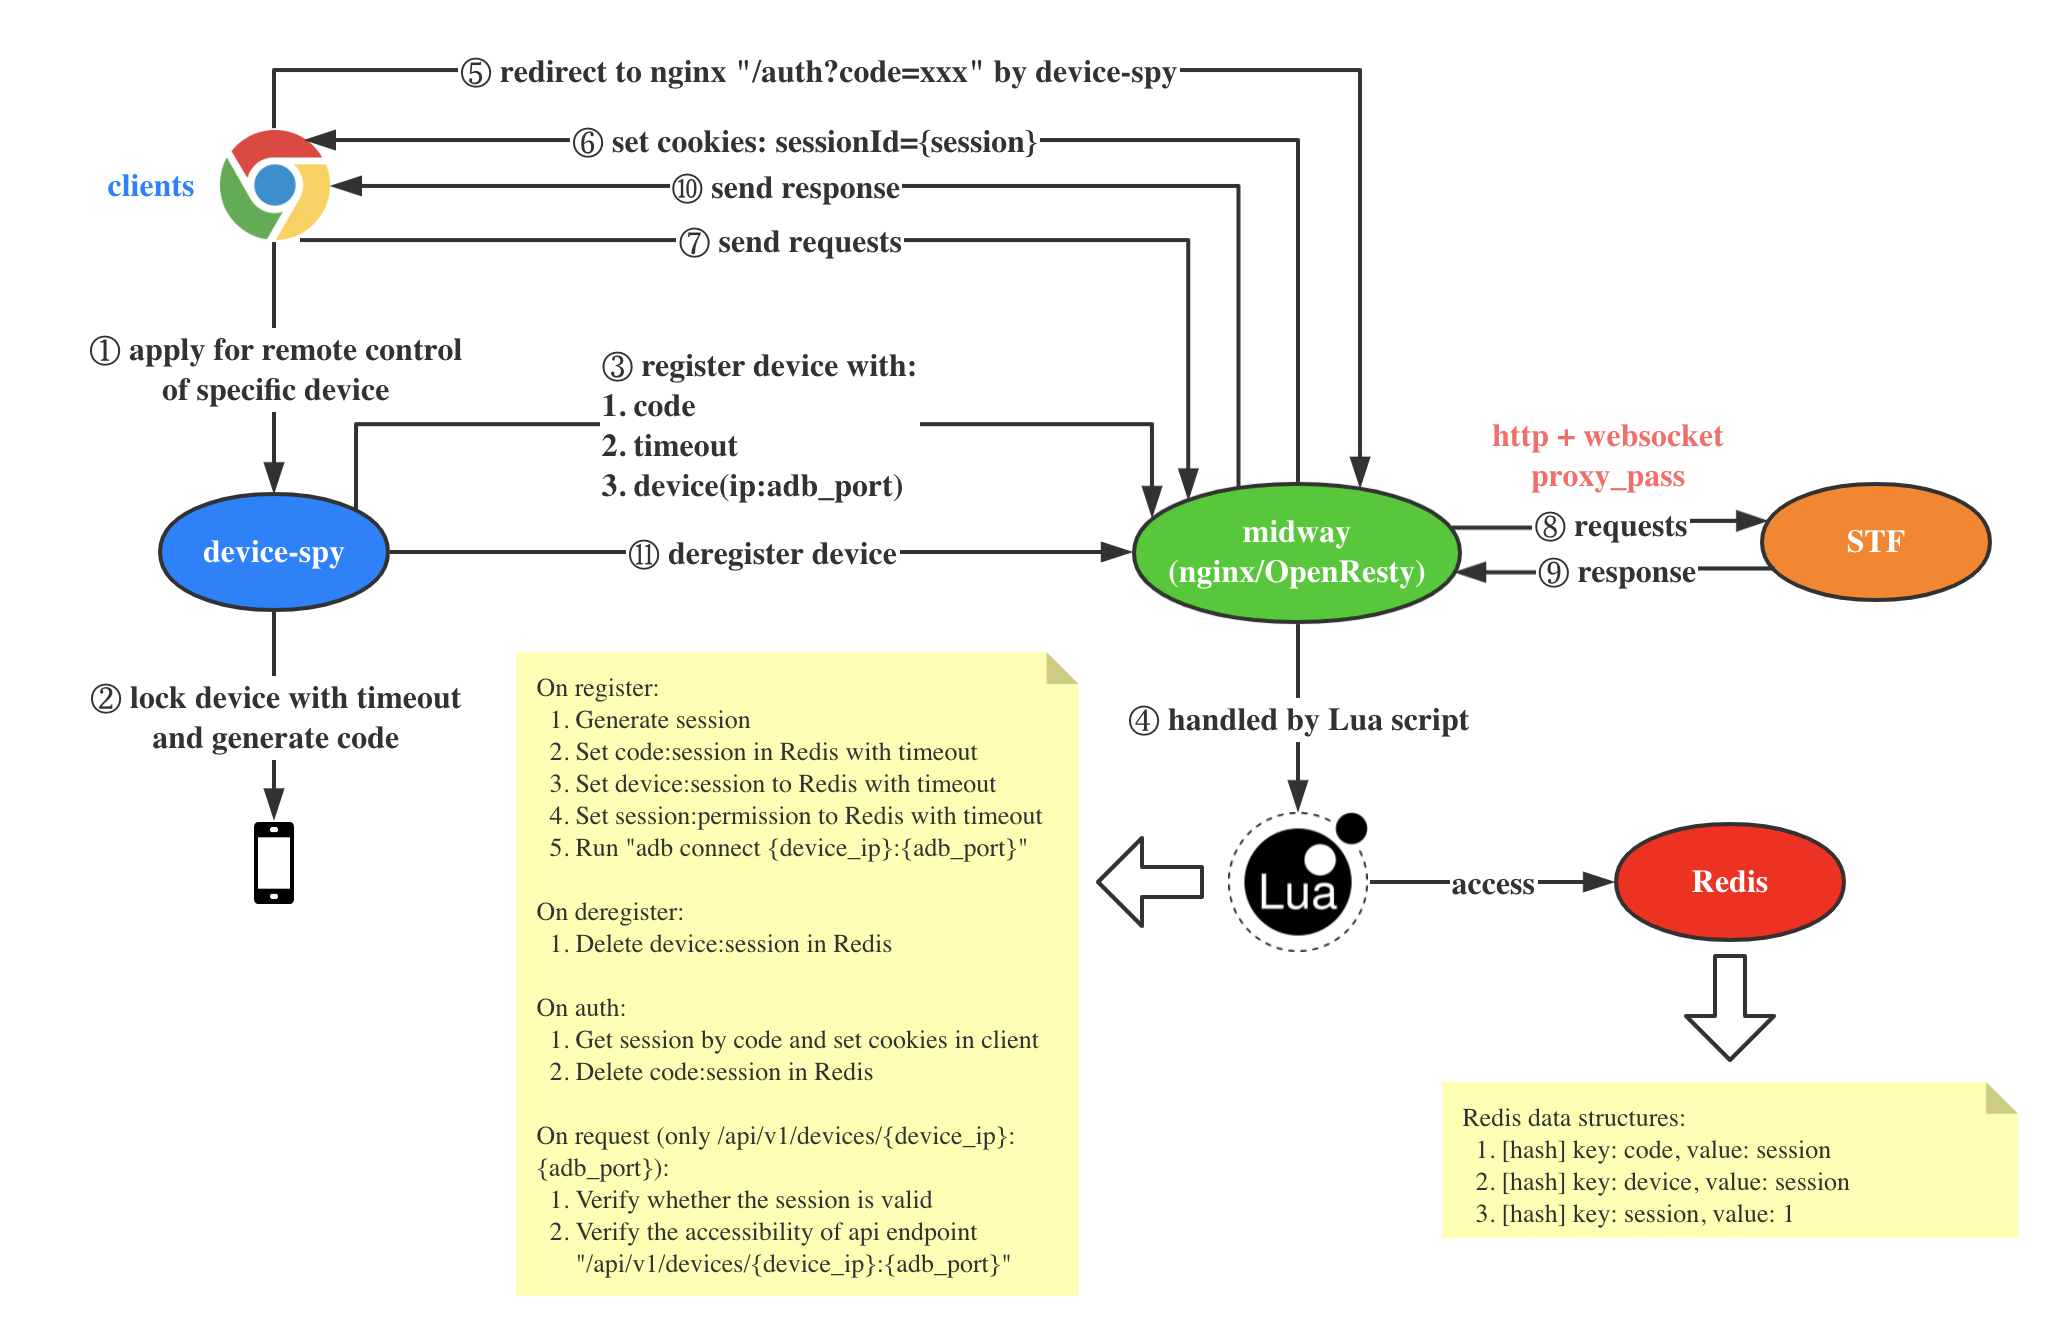 ⑤ redirect to nginx "/auth?code=xxx" by device-spy
⑥ set cookies: sessionId={session}
clients
⑩ send response
⑦ send requests
① apply for remote control
of specific device
③ register device with:
1. code
2. timeout
3. device(ip:adb_port)
http + websocket
proxy_pass
device-spy
⑪ deregister device
midway
(nginx/OpenResty)
⑧ requests
⑨ response
STF
② lock device with timeout
and generate code
④ handled by Lua script
On register:
1. Generate session
2. Set code:session in Redis with timeout
3. Set device:session to Redis with timeout
4. Set session:permission to Redis with timeout
5. Run "adb connect {device_ip}:{adb_port}"
On deregister:
1. Delete device:session in Redis
On auth:
1. Get session by code and set cookies in client
2. Delete code:session in Redis
On request (only /api/v1/devices/{device_ip}:
{adb_port}):
1. Verify whether the session is valid
2. Verify the accessibility of api endpoint
"/api/v1/devices/{device_ip}:{adb_port}"
Lua
access
Redis
Redis data structures:
1. [hash] key: code, value: session
2. [hash] key: device, value: session
3. [hash] key: session, value: 1